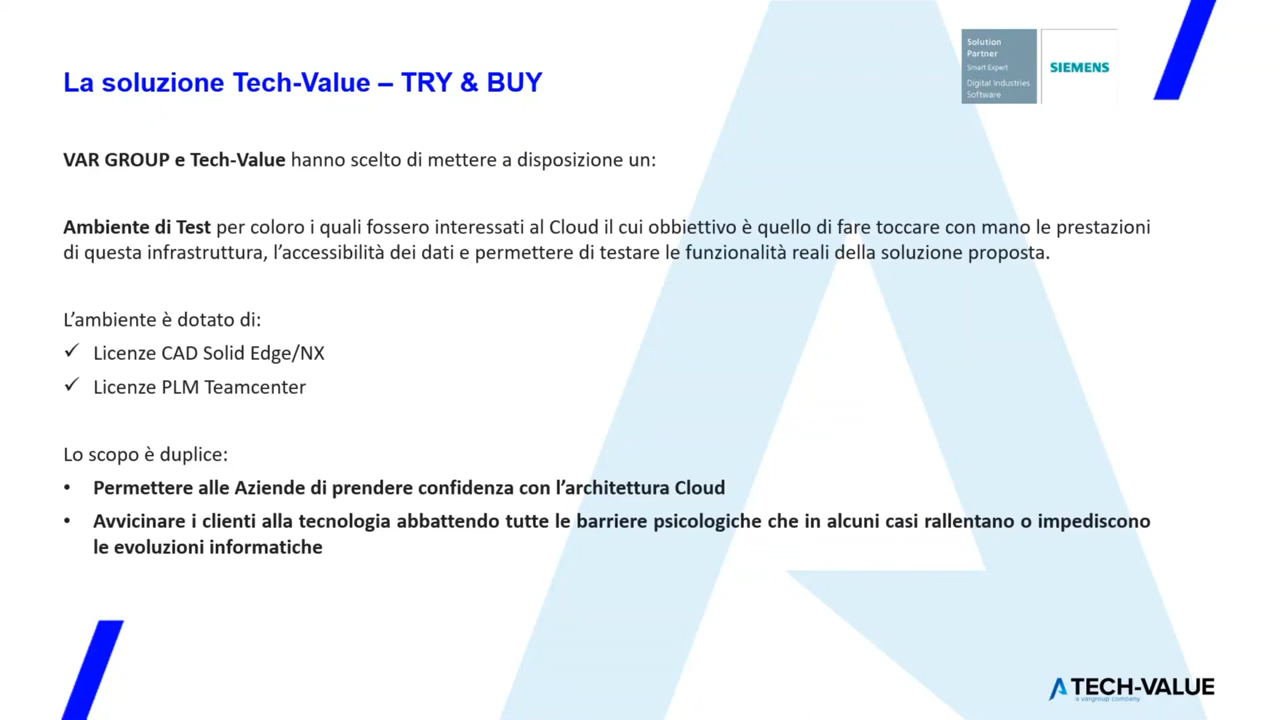 Solution
Partner
Smart Expert
Digital Industries
Software
SIEMENS
La soluzione Tech-Value – TRY & BUY
VAR GROUP e Tech-Value hanno scelto di mettere a disposizione un:
Ambiente di Test per coloro i quali fossero interessati al Cloud il cui obbiettivo è quello di fare toccare con mano le prestazioni
di questa infrastruttura, l’accessibilità dei dati e permettere di testare le funzionalità reali della soluzione proposta.
L’ambiente è dotato di:
✓ Licenze CAD Solid Edge/NX
✓ Licenze PLM Teamcenter
Lo scopo è duplice:
• Permettere alle Aziende di prendere confidenza con l’architettura Cloud
• Avvicinare i clienti alla tecnologia abbattendo tutte le barriere psicologiche che in alcuni casi rallentano o impediscono
le evoluzioni informatiche
TECH-VALUE
a vargroup company